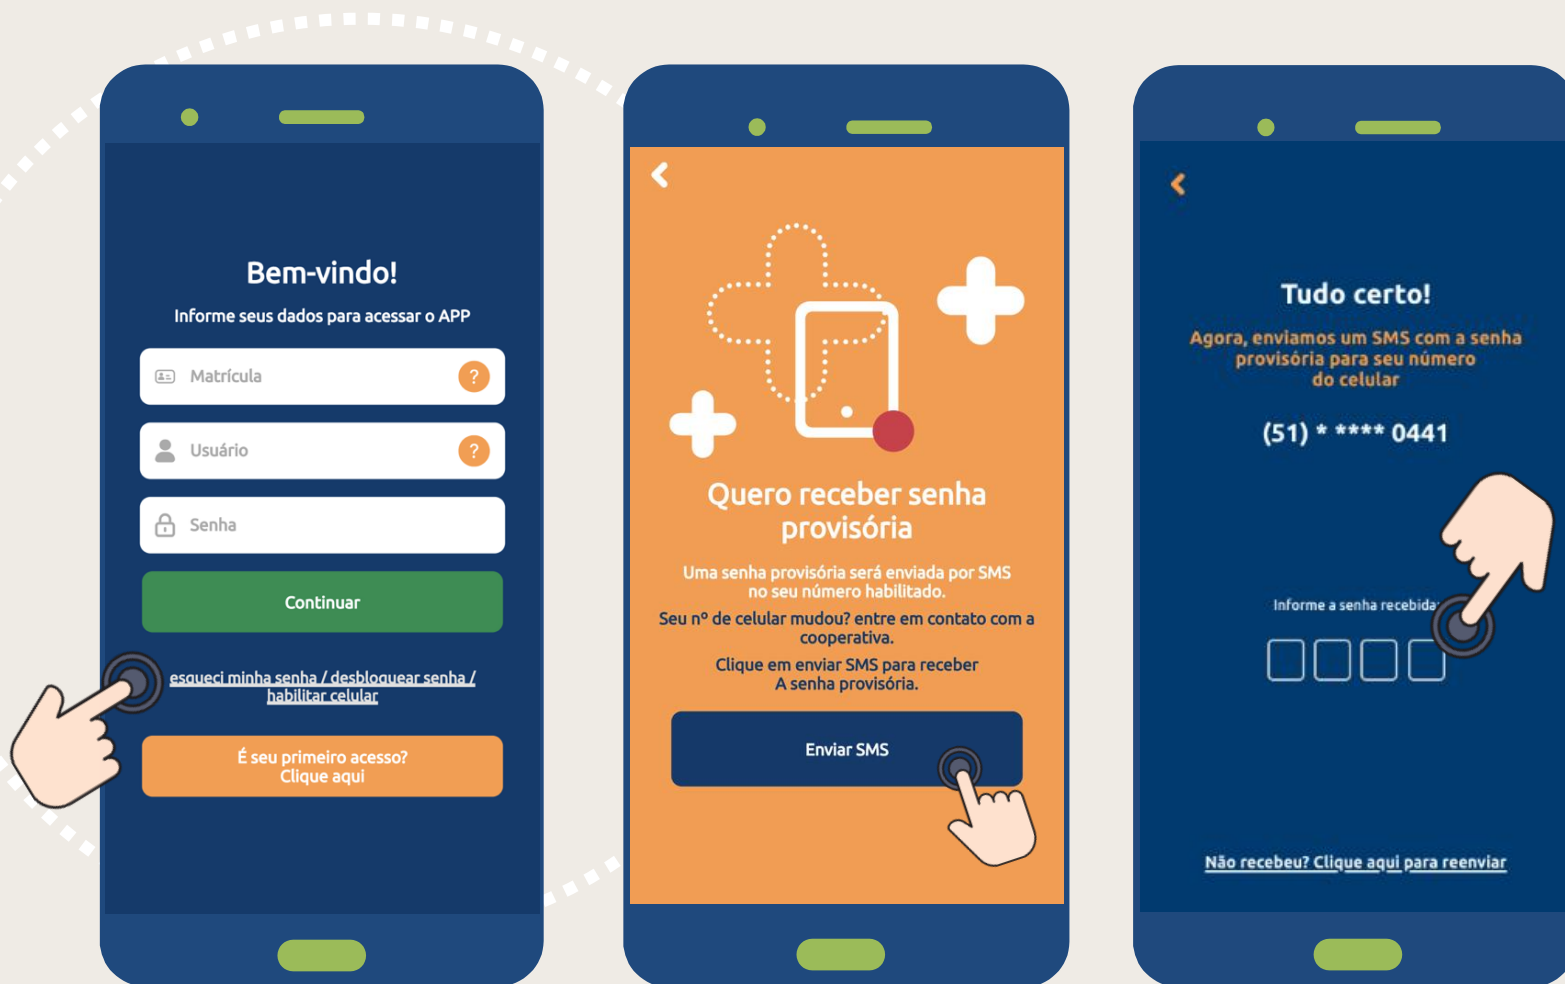 Bem-vindo!
Informe seus dados para acessar o APP
Matrícula
?
Usuário
?
Senha
Continuar
esqueci minha senha / desbloquear senha /
habilitar celular
É seu primeiro acesso?
Clique aqui
Quero receber senha
provisória
Uma senha provisória será enviada por SMS
no seu número habilitado.
Seu nº de celular mudou? entre em contato com a
cooperativa.
Clique em enviar SMS para receber
A senha provisória.
Enviar SMS
Tudo certo!
Agora, enviamos um SMS com a senha
provisória para seu número
do celular
(51) * **** 0441
Informe a senha recebida:
Não recebeu? Clique aqui para reenviar